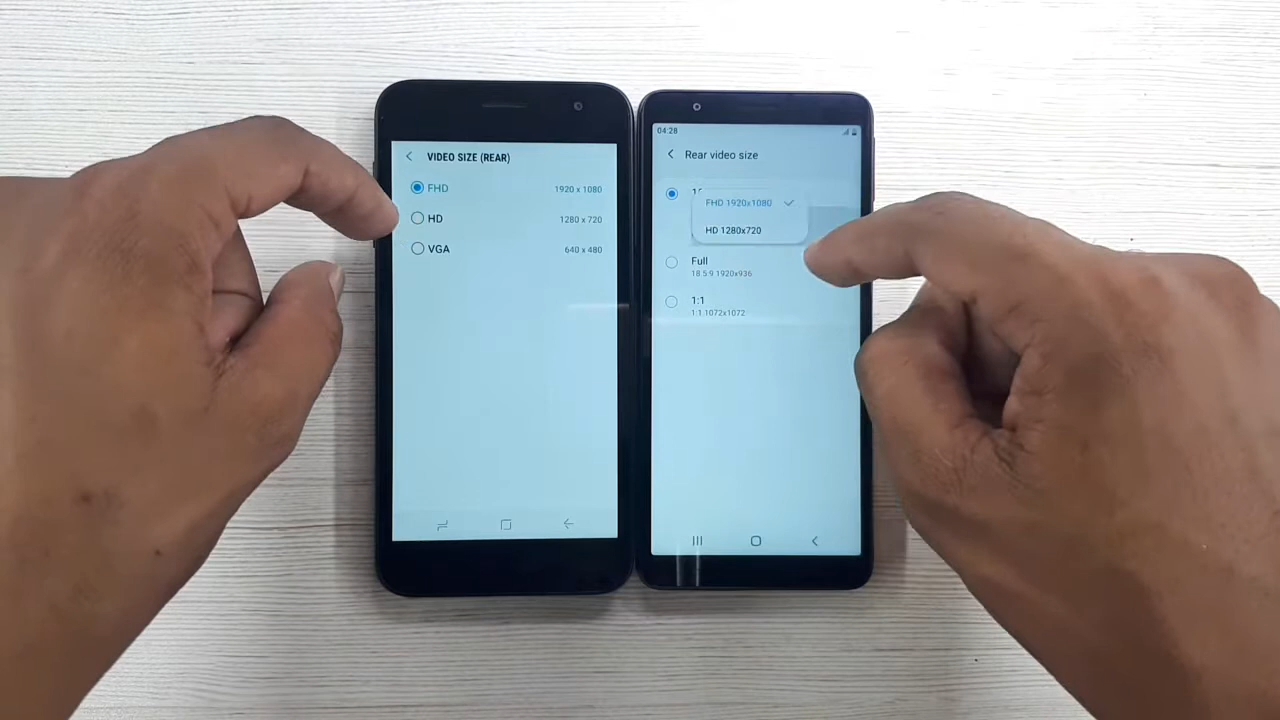 VIDEO SIZE (REAR)
FHD 1920 x 1080
HD 1280 x 720
VGA 640 x 480
04:28
Rear video size
FHD 1920x1080
HD 1280x720
Full
18.5:9 1920x936
1:1
1:1 1072x1072